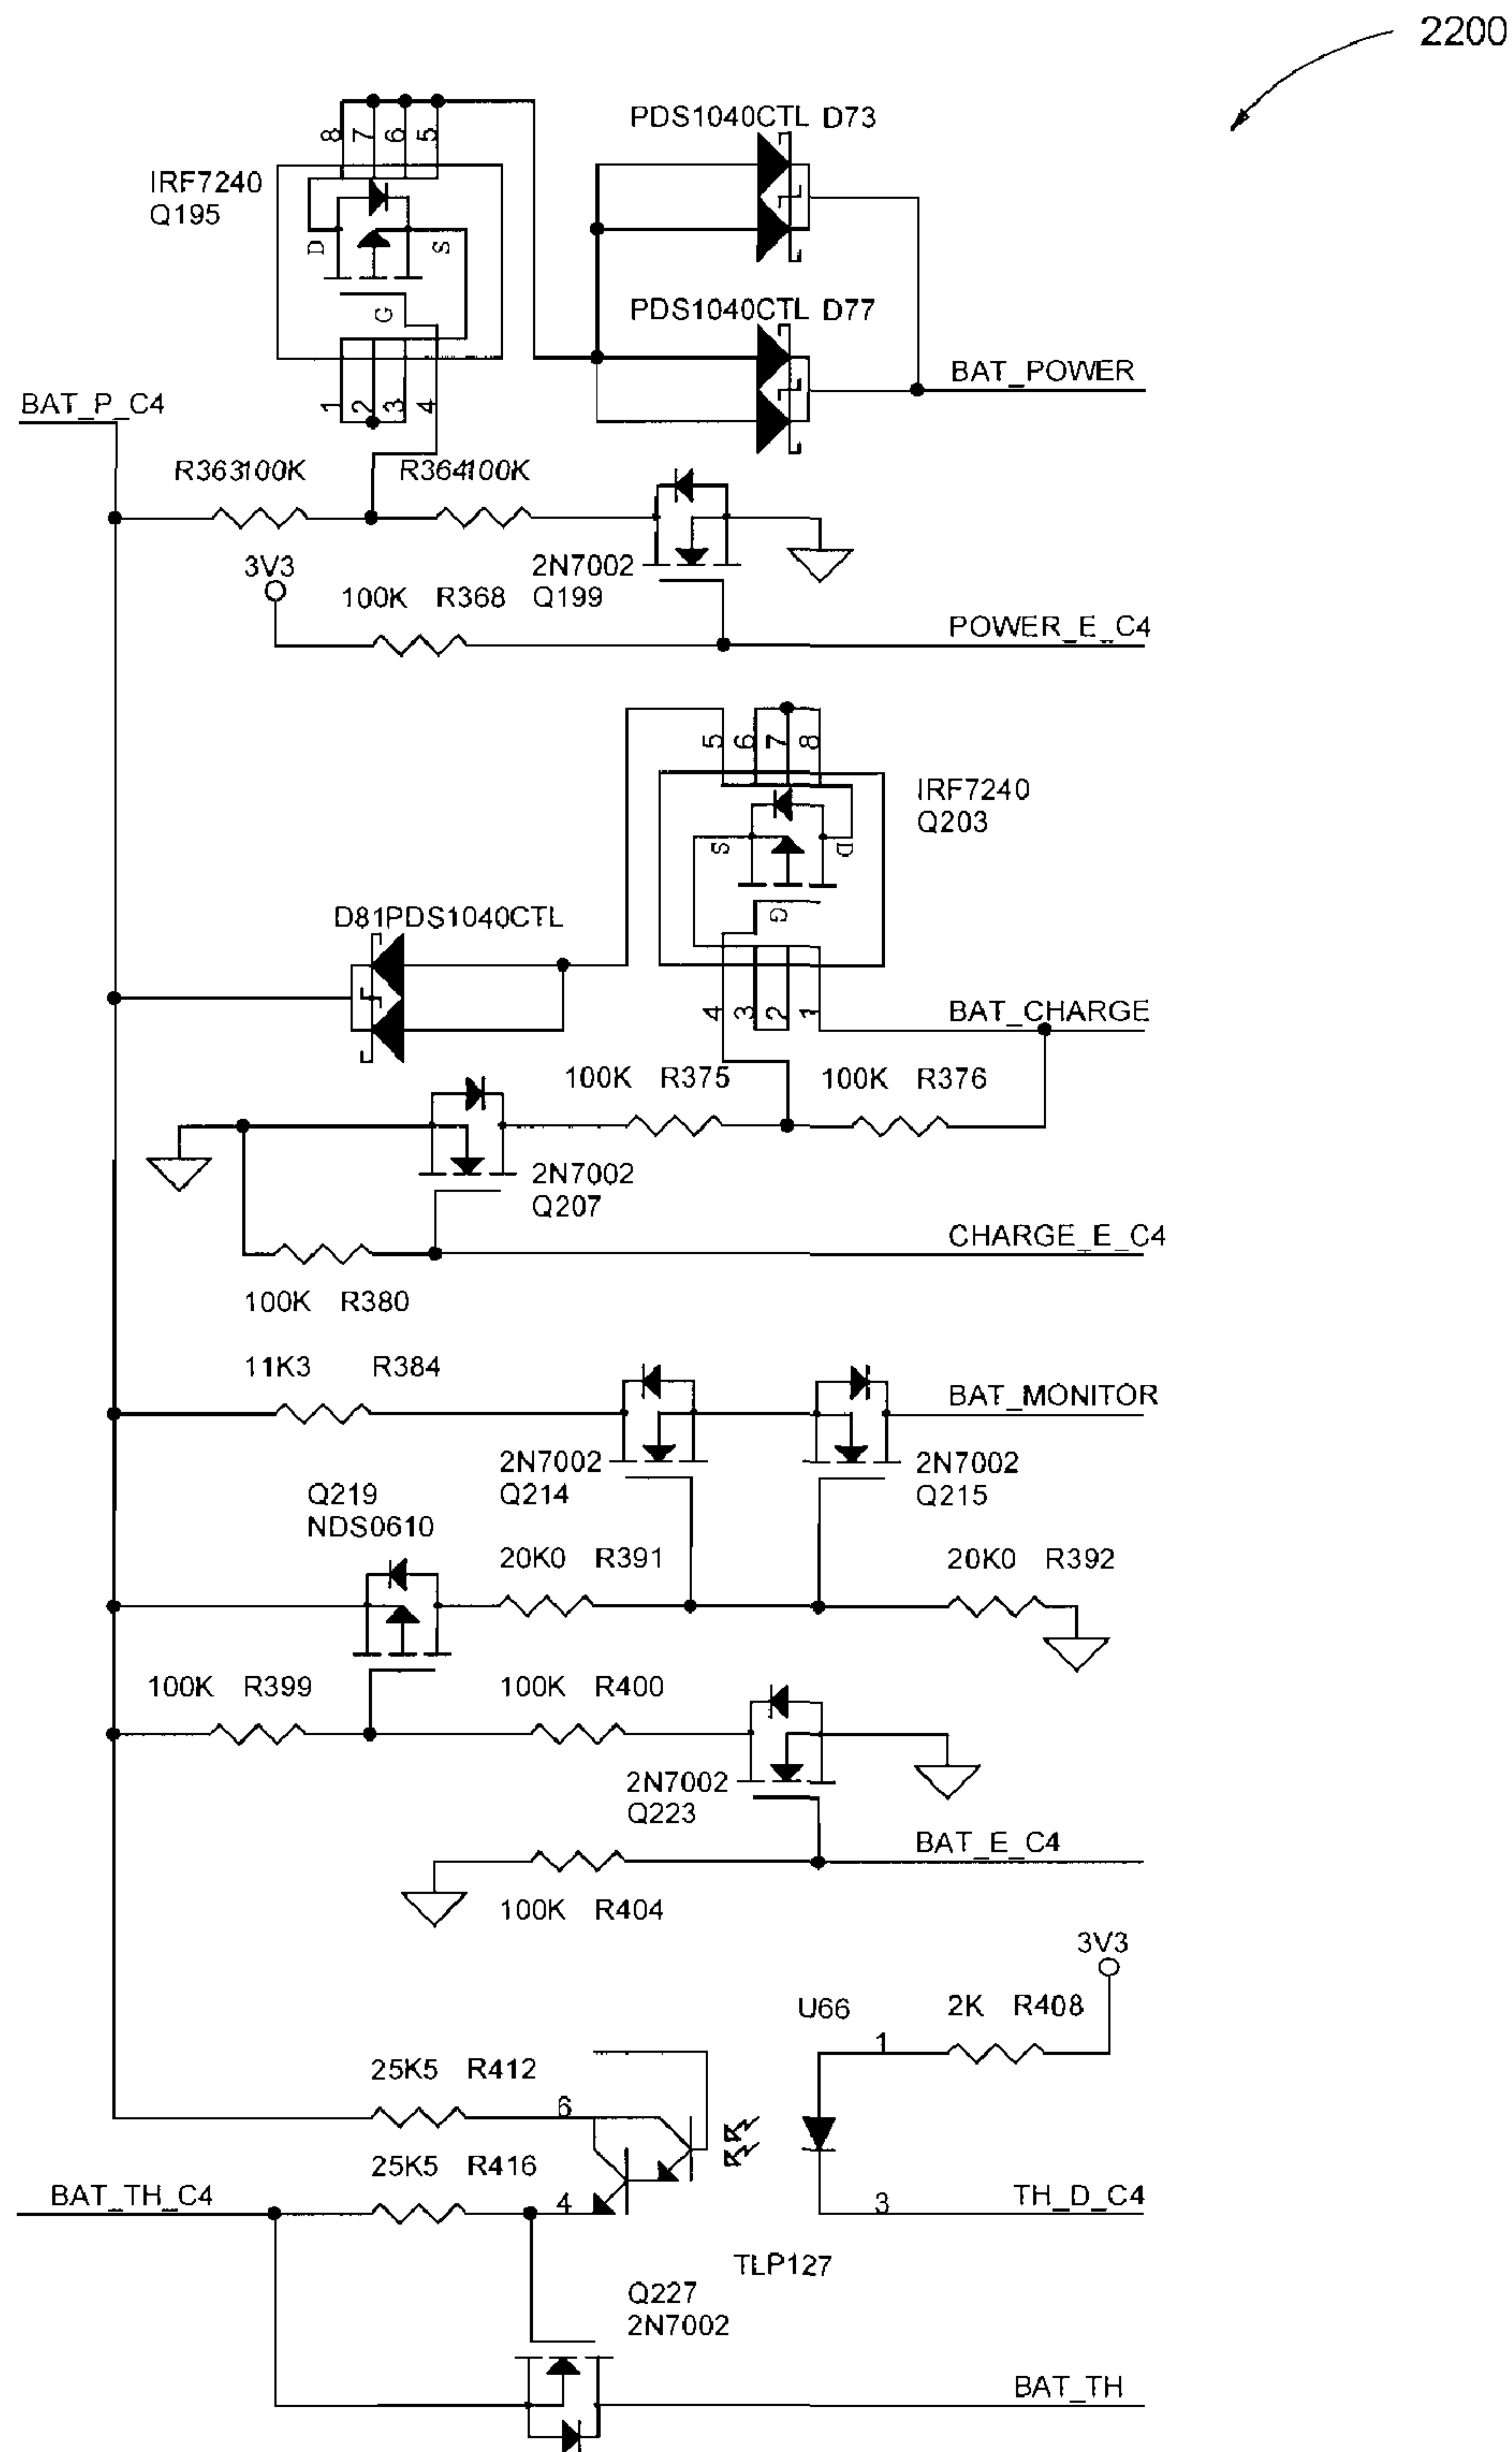 2200
PDS1040CTL D73
8 7 6 5
IRF7240
Q195
D S
G
PDS1040CTL D77
BAT_POWER
1 2 3 4
BAT_P_C4
R363100K R364100K
3V3
2N7002
Q199
100K R368
POWER_E_C4
5 6 7 8
IRF7240
Q203
S D
G
D81PDS1040CTL
4 3 2 1
BAT_CHARGE
100K R375 100K R376
2N7002
Q207
CHARGE_E_C4
100K R380
11K3 R384
BAT_MONITOR
2N7002
Q214
2N7002
Q215
Q219
NDS0610
20K0 R391
20K0 R392
100K R399 100K R400
2N7002
Q223
BAT_E_C4
100K R404
3V3
U66
2K R408
1
25K5 R412
6
25K5 R416
BAT_TH_C4
4
3
TH_D_C4
TLP127
Q227
2N7002
BAT_TH